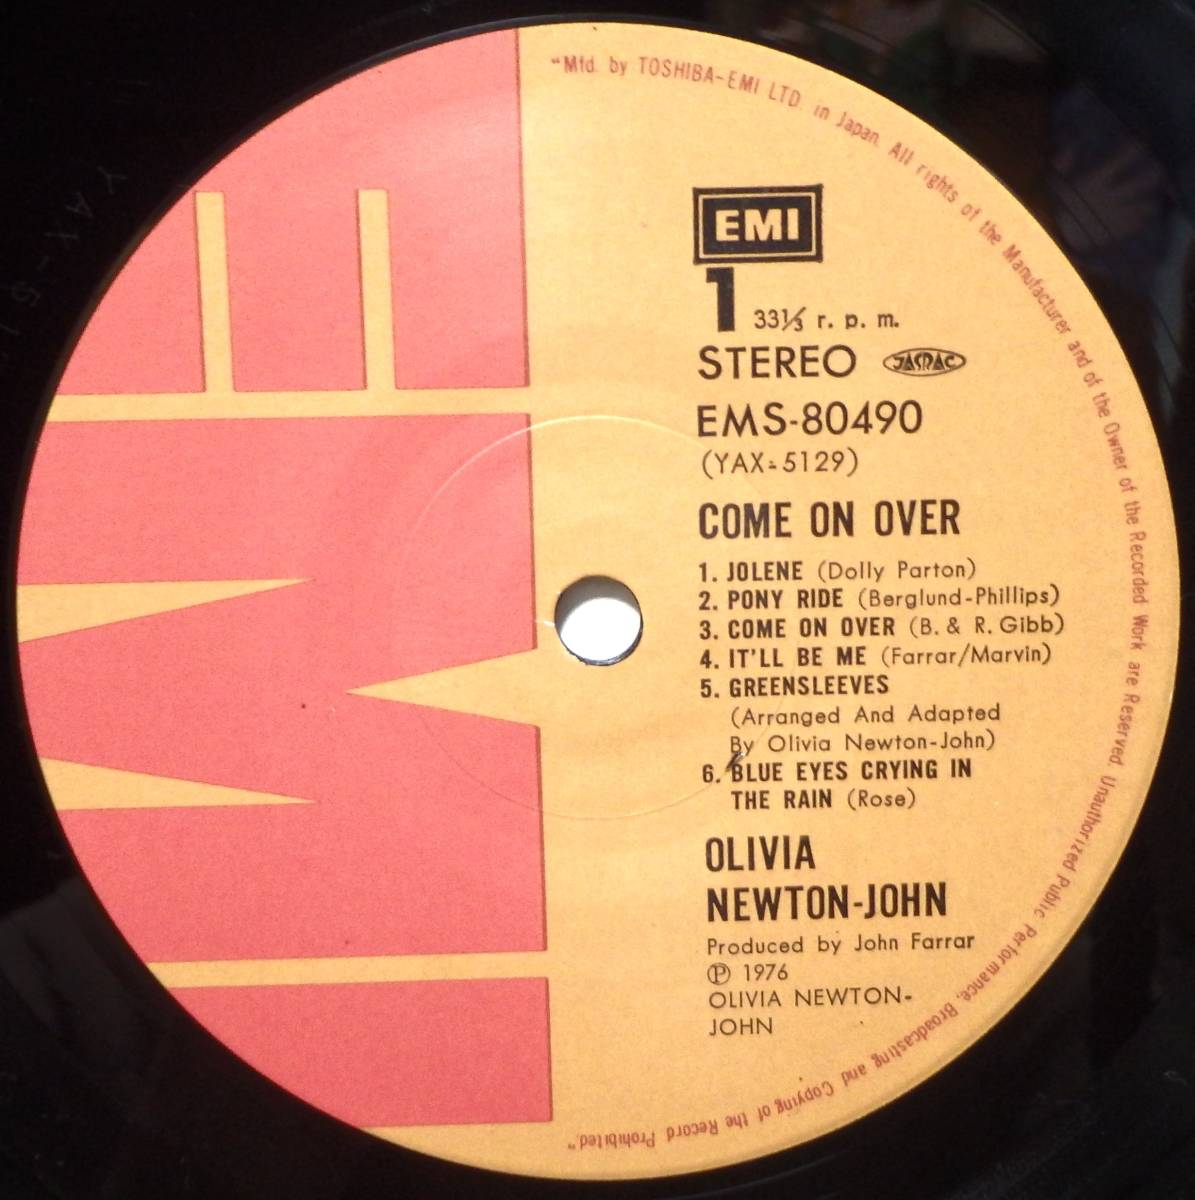 "Mfd. by TOSHIBA-EMI LTD. in Japan. All rights of the Manufacturer and of the Owner of the Recorded Work are Reserved. Unauthorized Public Performance, Broadcasting and Copying of the Record Prohibited."
EMI
EMI
1 33⅓ r. p. m.
STEREO JASRAC
EMS-80490
(YAX-5129)
COME ON OVER
1. JOLENE (Dolly Parton)
2. PONY RIDE (Berglund-Phillips)
3. COME ON OVER (B. & R. Gibb)
4. IT'LL BE ME (Farrar/Marvin)
5. GREENSLEEVES
(Arranged And Adapted
By Olivia Newton-John)
6. BLUE EYES CRYING IN
THE RAIN (Rose)
OLIVIA
NEWTON-JOHN
Produced by John Farrar
Ⓟ 1976
OLIVIA NEWTON-
JOHN